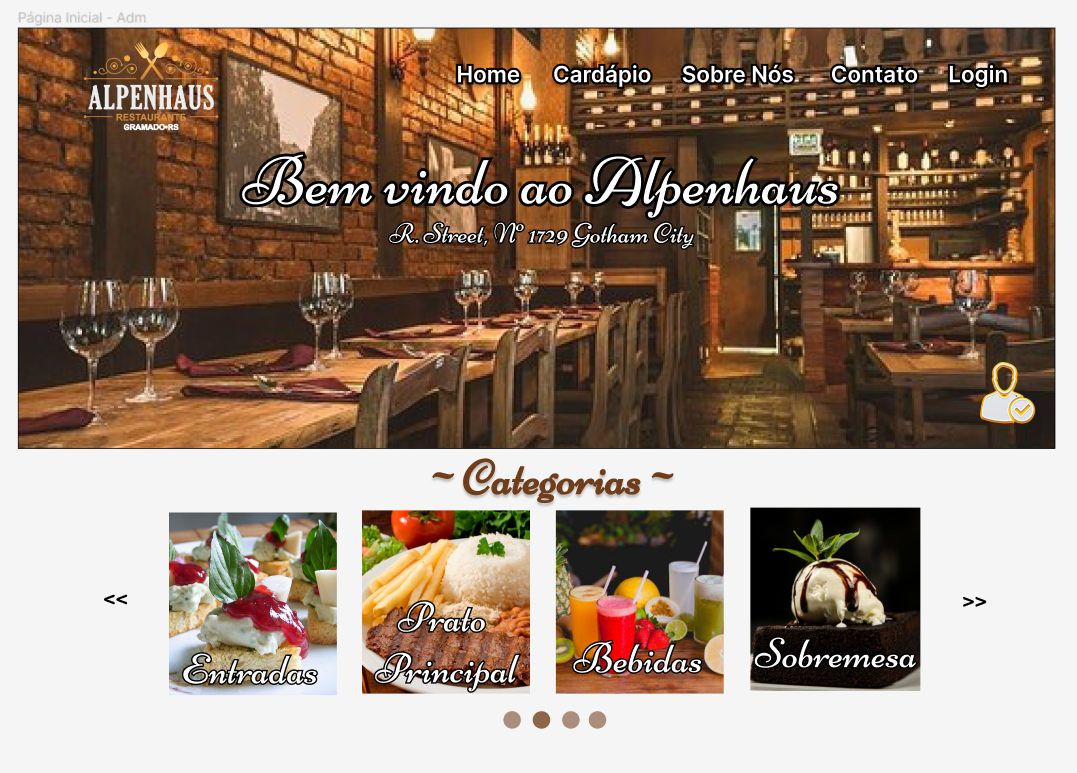 Página Inicial - Adm
ALPENHAUS
RESTAURANTE
GRAMADO•RS
Home Cardápio Sobre Nós Contato Login
Bem vindo ao Alpenhaus
R. Street, Nº 1729 Gotham City
~ Categorias ~
<<
Entradas
Prato
Principal
Bebidas
Sobremesa
>>